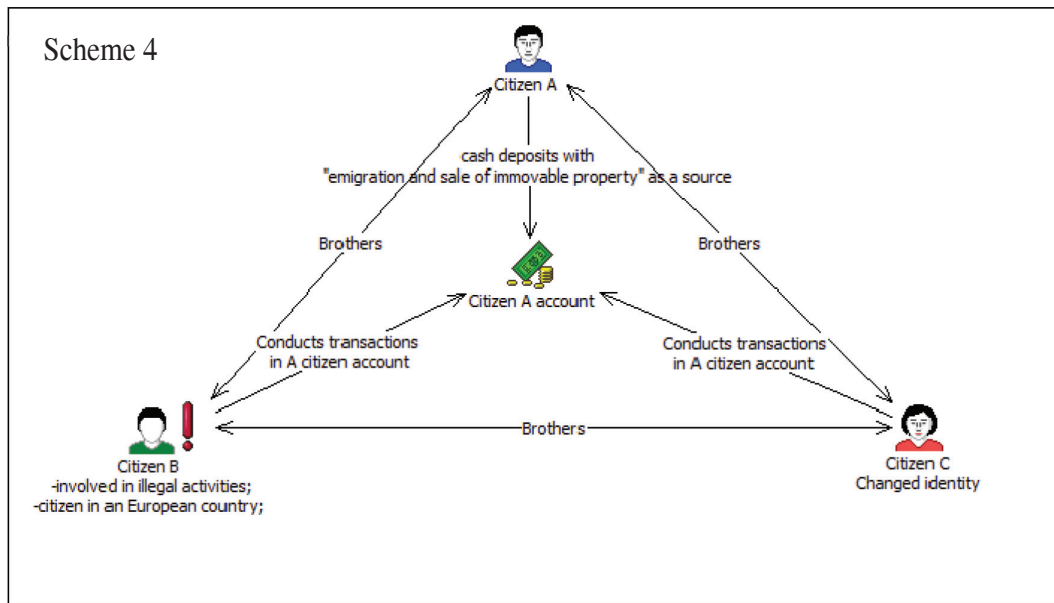 Scheme 4
Citizen A
cash deposits with
"emigration and sale of immovable property" as a source
Brothers
Brothers
Citizen A account
Conducts transactions
in A citizen account
Conducts transactions
in A citizen account
Brothers
Citizen B
-involved in illegal activities;
-citizen in an European country;
Citizen C
Changed identity